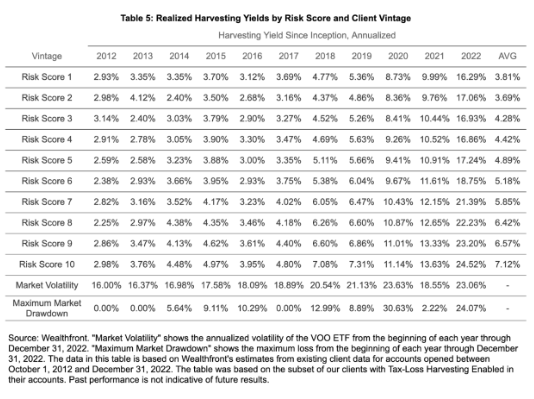 Table 5: Realized Harvesting Yields by Risk Score and Client Vintage
Harvesting Yield Since Inception, Annualized
Vintage 2012 2013 2014 2015 2016 2017 2018 2019 2020 2021 2022 AVG
Risk Score 1 2.93% 3.35% 3.35% 3.70% 3.12% 3.69% 4.77% 5.36% 8.73% 9.99% 16.29% 3.81%
Risk Score 2 2.98% 4.12% 2.40% 3.50% 2.68% 3.16% 4.37% 4.86% 8.36% 9.76% 17.06% 3.69%
Risk Score 3 3.14% 2.40% 3.03% 3.79% 2.90% 3.27% 4.52% 5.26% 8.41% 10.44% 16.93% 4.28%
Risk Score 4 2.91% 2.78% 3.05% 3.90% 3.30% 3.47% 4.69% 5.63% 9.26% 10.52% 16.86% 4.42%
Risk Score 5 2.59% 2.58% 3.23% 3.88% 3.00% 3.35% 5.11% 5.66% 9.41% 10.91% 17.24% 4.89%
Risk Score 6 2.38% 2.93% 3.66% 3.95% 2.93% 3.75% 5.38% 6.04% 9.67% 11.61% 18.75% 5.18%
Risk Score 7 2.82% 3.16% 3.52% 4.17% 3.23% 4.02% 6.05% 6.47% 10.43% 12.15% 21.39% 5.85%
Risk Score 8 2.25% 2.97% 4.38% 4.35% 3.46% 4.18% 6.26% 6.60% 10.87% 12.65% 22.23% 6.42%
Risk Score 9 2.86% 3.47% 4.13% 4.62% 3.61% 4.40% 6.60% 6.86% 11.01% 13.33% 23.20% 6.57%
Risk Score 10 2.98% 3.76% 4.48% 4.97% 3.95% 4.80% 7.08% 7.31% 11.14% 13.63% 24.52% 7.12%
Market Volatility 16.00% 16.37% 16.98% 17.58% 18.09% 18.89% 20.54% 21.13% 23.63% 18.55% 23.06% -
Maximum Market
Drawdown 0.00% 0.00% 5.64% 9.11% 10.29% 0.00% 12.99% 8.89% 30.63% 2.22% 24.07% -
Source: Wealthfront. "Market Volatility" shows the annualized volatility of the VOO ETF from the beginning of each year through
December 31, 2022. "Maximum Market Drawdown" shows the maximum loss from the beginning of each year through December
31, 2022. The data in this table is based on Wealthfront's estimates from existing client data for accounts opened between
October 1, 2012 and December 31, 2022. The table was based on the subset of our clients with Tax-Loss Harvesting Enabled in
their accounts. Past performance is not indicative of future results.